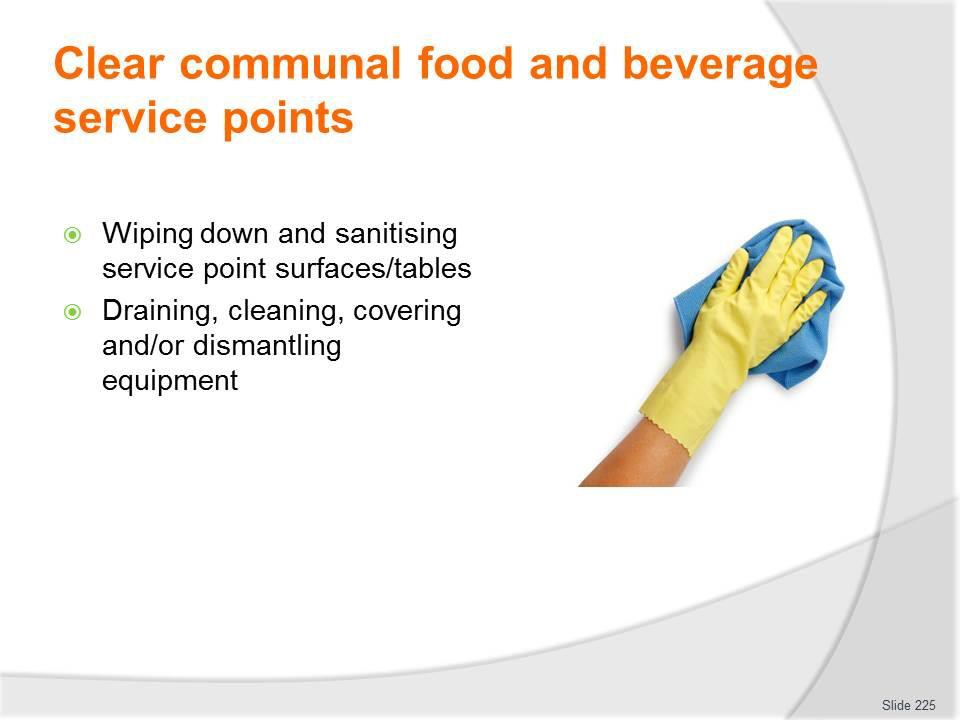 Clear communal food and beverage
service points
Wiping down and sanitising
service point surfaces/tables
Draining, cleaning, covering
and/or dismantling
equipment
Slide 225